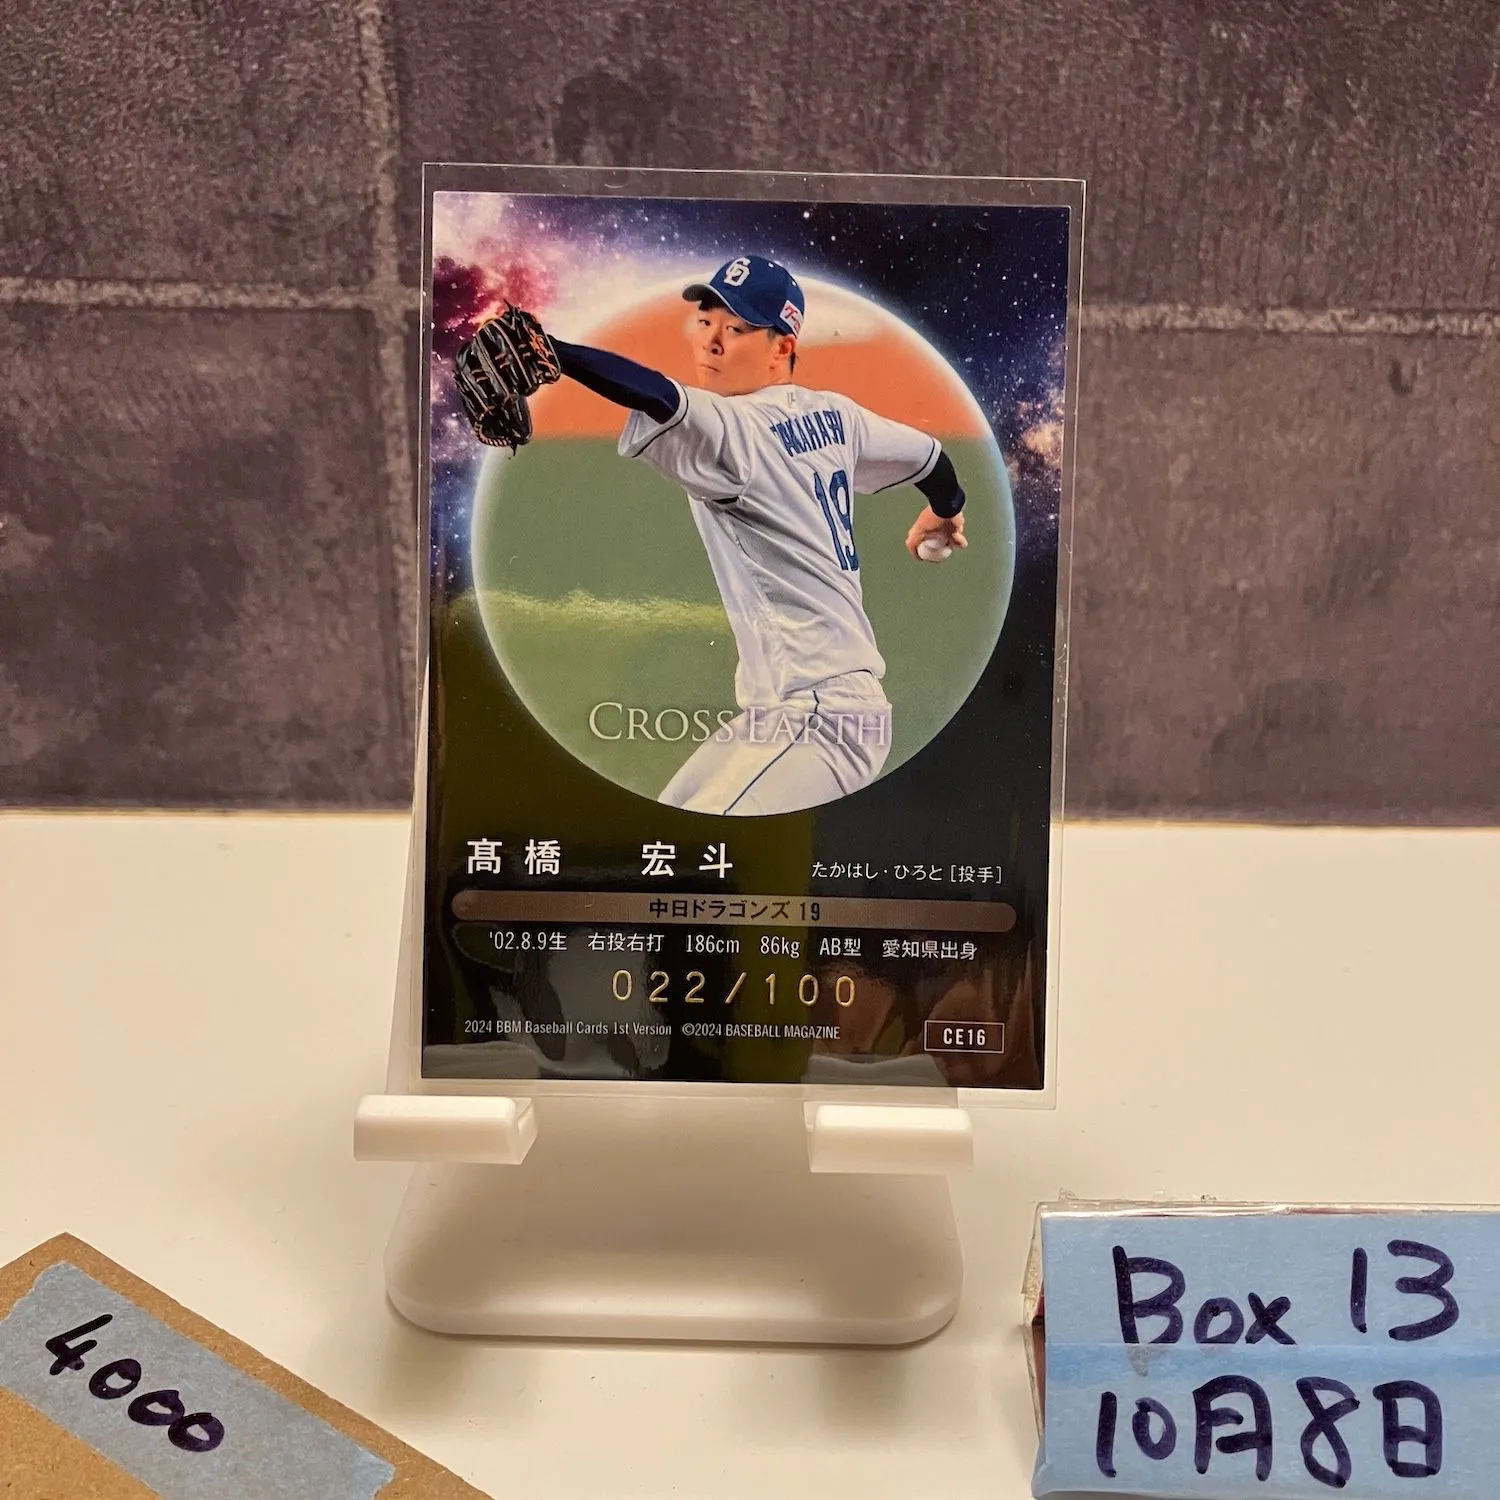 CD
TAKAHASHI
19
CROSS EARTH
髙橋 宏斗 たかはし・ひろと [投手]
中日ドラゴンズ 19
'02.8.9生 右投右打 186cm 86kg AB型 愛知県出身
022/100
2024 BBM Baseball Cards 1st Version ©2024 BASEBALL MAGAZINE
CE16
4000
Box 13
10月8日